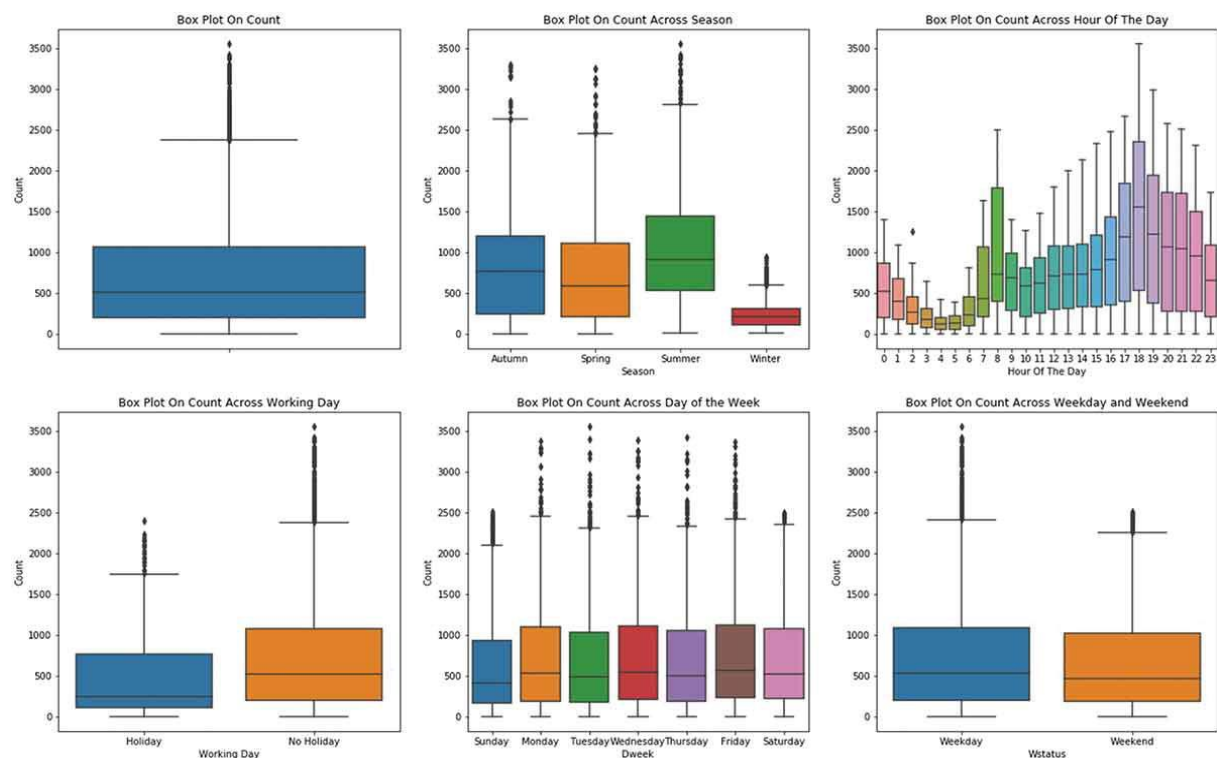 Box Plot On Count
3500
3000
2500
2000
1500
1000
500
0
Count
Box Plot On Count Across Season
3500
3000
2500
2000
1500
1000
500
0
Count
Autumn Spring Summer Winter
Season
Box Plot On Count Across Hour Of The Day
3500
3000
2500
2000
1500
1000
500
0
Count
0 1 2 3 4 5 6 7 8 9 10 11 12 13 14 15 16 17 18 19 20 21 22 23
Hour Of The Day
Box Plot On Count Across Working Day
3500
3000
2500
2000
1500
1000
500
0
Count
Holiday No Holiday
Working Day
Box Plot On Count Across Day of the Week
3500
3000
2500
2000
1500
1000
500
0
Count
Sunday Monday Tuesday Wednesday Thursday Friday Saturday
Dweek
Box Plot On Count Across Weekday and Weekend
3500
3000
2500
2000
1500
1000
500
0
Count
Weekday Weekend
Wstatus